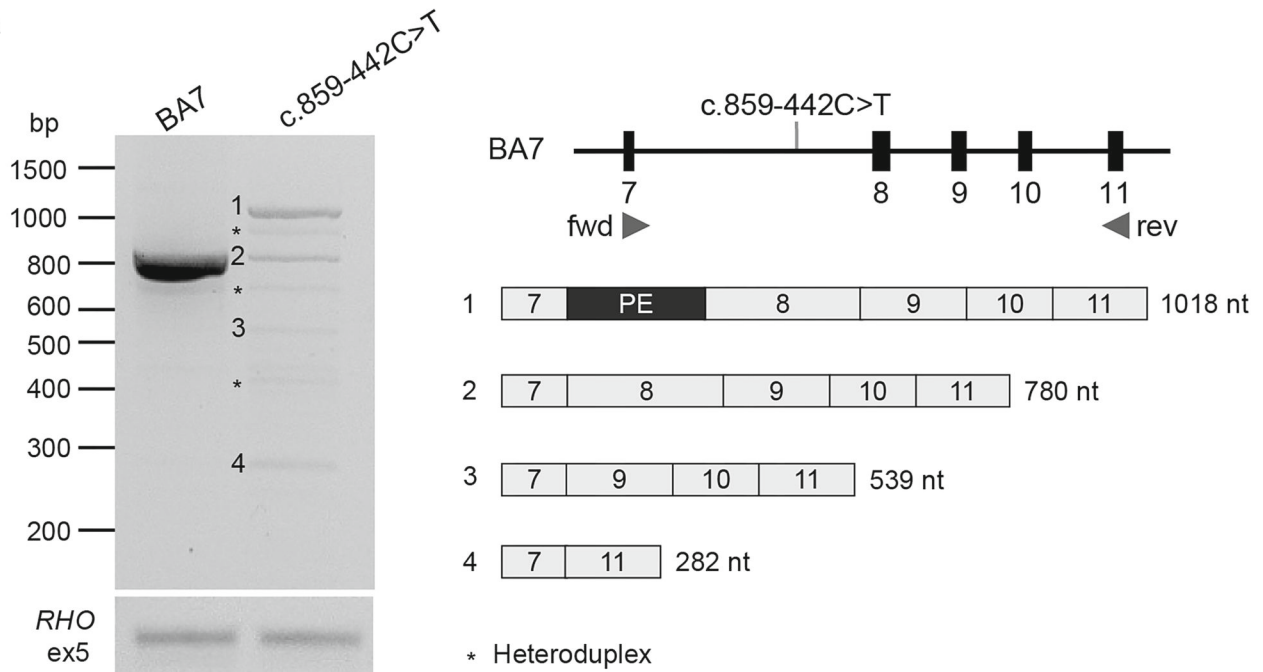 BA7
c.859-442C>T
bp
1500
1000
800
600
500
400
300
200
1
*
2
*
3
*
4
RHO
ex5
c.859-442C>T
BA7
7 8 9 10 11
fwd rev
1 7 PE 8 9 10 11 1018 nt
2 7 8 9 10 11 780 nt
3 7 9 10 11 539 nt
4 7 11 282 nt
* Heteroduplex